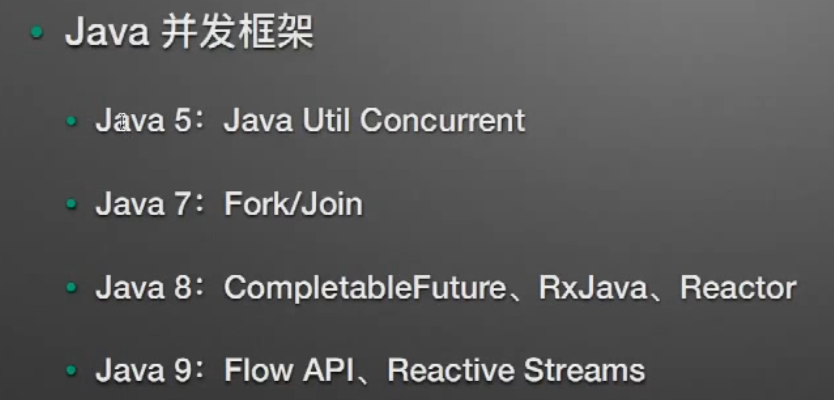 Java 并发框架
Java 5：Java Util Concurrent
Java 7：Fork/Join
Java 8：CompletableFuture、RxJava、Reactor
Java 9：Flow API、Reactive Streams